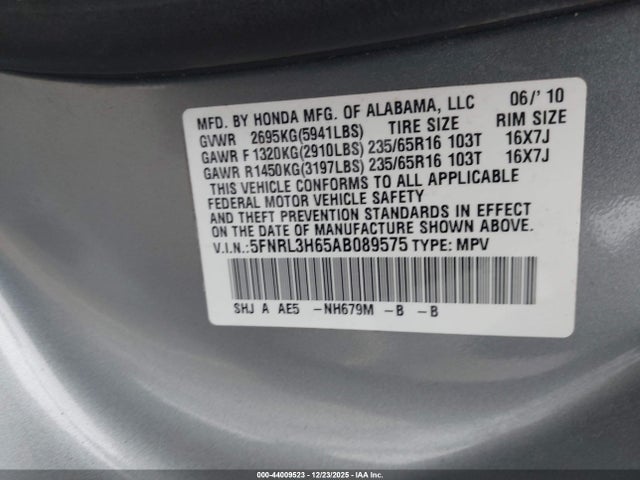 MFD. BY HONDA MFG. OF ALABAMA, LLC 06/'10
GVWR 2695KG(5941LBS) TIRE SIZE RIM SIZE
GAWR F 1320KG(2910LBS) 235/65R16 103T 16X7J
GAWR R 1450KG(3197LBS) 235/65R16 103T 16X7J
THIS VEHICLE CONFORMS TO ALL APPLICABLE
FEDERAL MOTOR VEHICLE SAFETY
AND THEFT PREVENTION STANDARDS IN EFFECT
ON THE DATE OF MANUFACTURE SHOWN ABOVE.
V.I.N.:5FNRL3H65AB089575 TYPE: MPV
SHJ A AE5 -NH679M -B -B
000-44009523 - 12/23/2025 - IAA Inc.